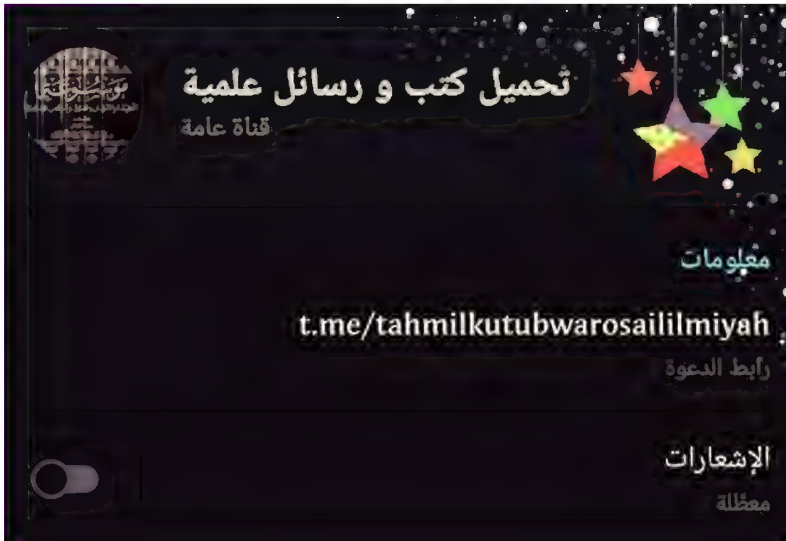 تحميل كتب و رسائل علمية
قناة عامة
معلومات
t.me/tahmilkutubwarosaililmiyah
رابط الدعوة
الإشعارات
معطلة